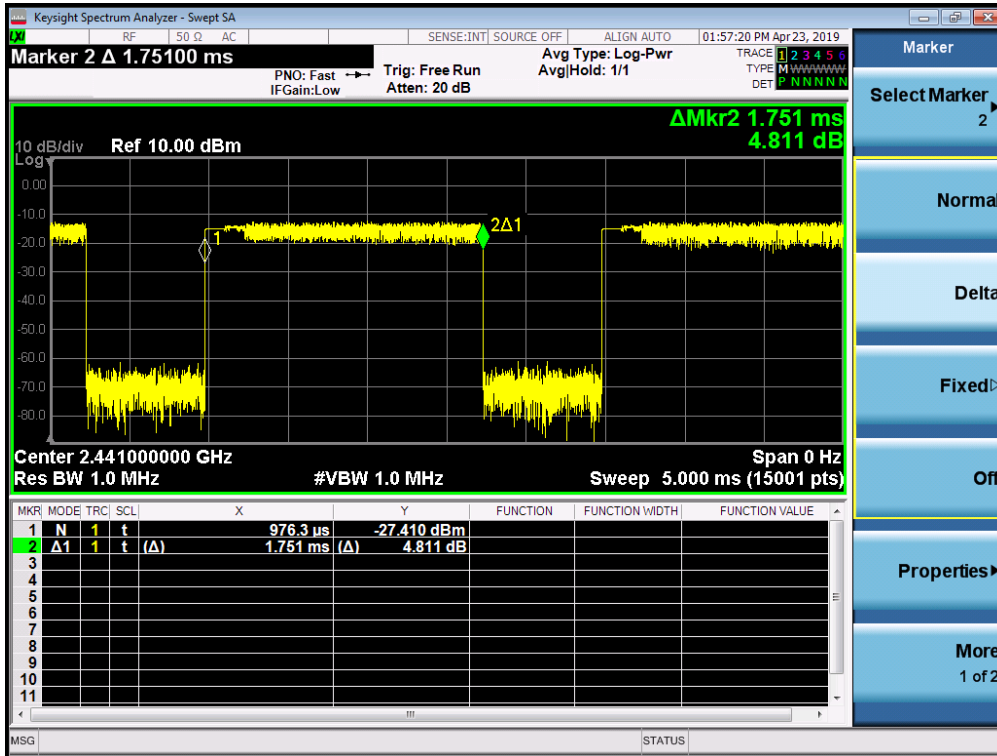 Keysight Spectrum Analyzer - Swept SA
LXI RF 50 Ω AC SENSE:INT SOURCE OFF ALIGN AUTO 01:57:20 PM Apr 23, 2019
Marker 2 Δ 1.75100 ms
PNO: Fast
IFGain:Low
Trig: Free Run
Atten: 20 dB
Avg Type: Log-Pwr
Avg|Hold: 1/1
TRACE 1 2 3 4 5 6
TYPE M WWWWW
DET P N N N N N
ΔMkr2 1.751 ms
4.811 dB
10 dB/div Ref 10.00 dBm
Log
0.00
-10.0
2Δ1
1
-20.0
-30.0
-40.0
-50.0
-60.0
-70.0
-80.0
Center 2.441000000 GHz Span 0 Hz
Res BW 1.0 MHz #VBW 1.0 MHz Sweep 5.000 ms (15001 pts)
MKR MODE TRC SCL X Y FUNCTION FUNCTION WIDTH FUNCTION VALUE
1 N 1 t 976.3 µs -27.410 dBm
2 Δ1 1 t (Δ) 1.751 ms (Δ) 4.811 dB
3
4
5
6
7
8
9
10
11
MSG STATUS
Marker
Select Marker
2
Normal
Delta
Fixed
Off
Properties
More
1 of 2